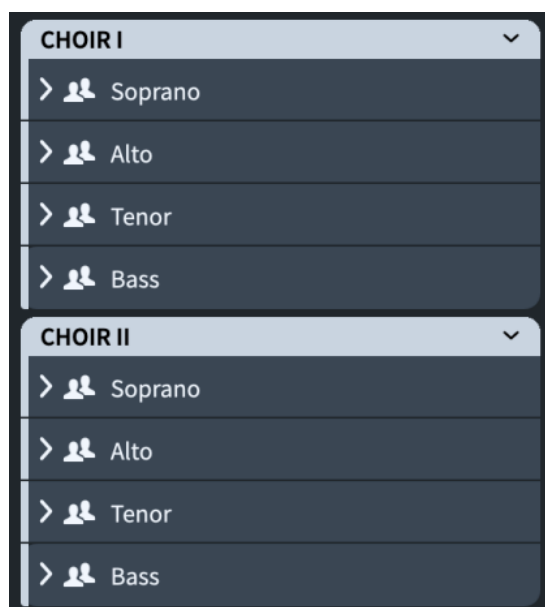 CHOIR I
Soprano
Alto
Tenor
Bass
CHOIR II
Soprano
Alto
Tenor
Bass